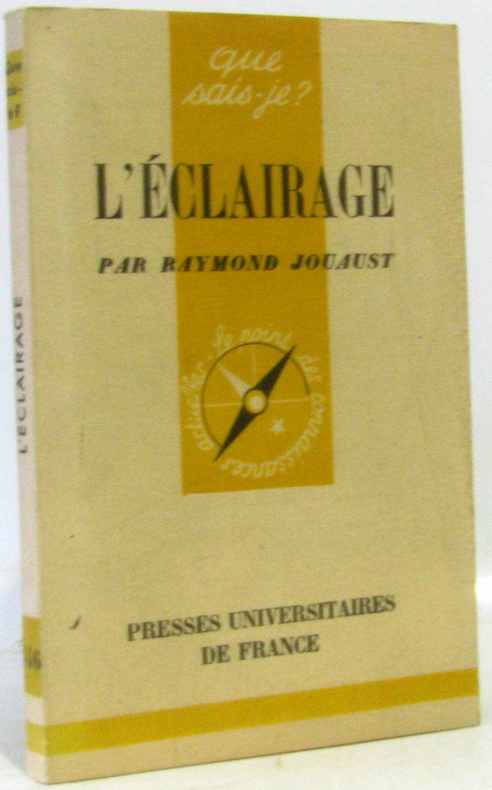 que
sais-je?
L'ÉCLAIRAGE
PAR RAYMOND JOUAUST
le point des connaissances actuelles
PRESSES UNIVERSITAIRES
DE FRANCE
L'ÉCLAIRAGE